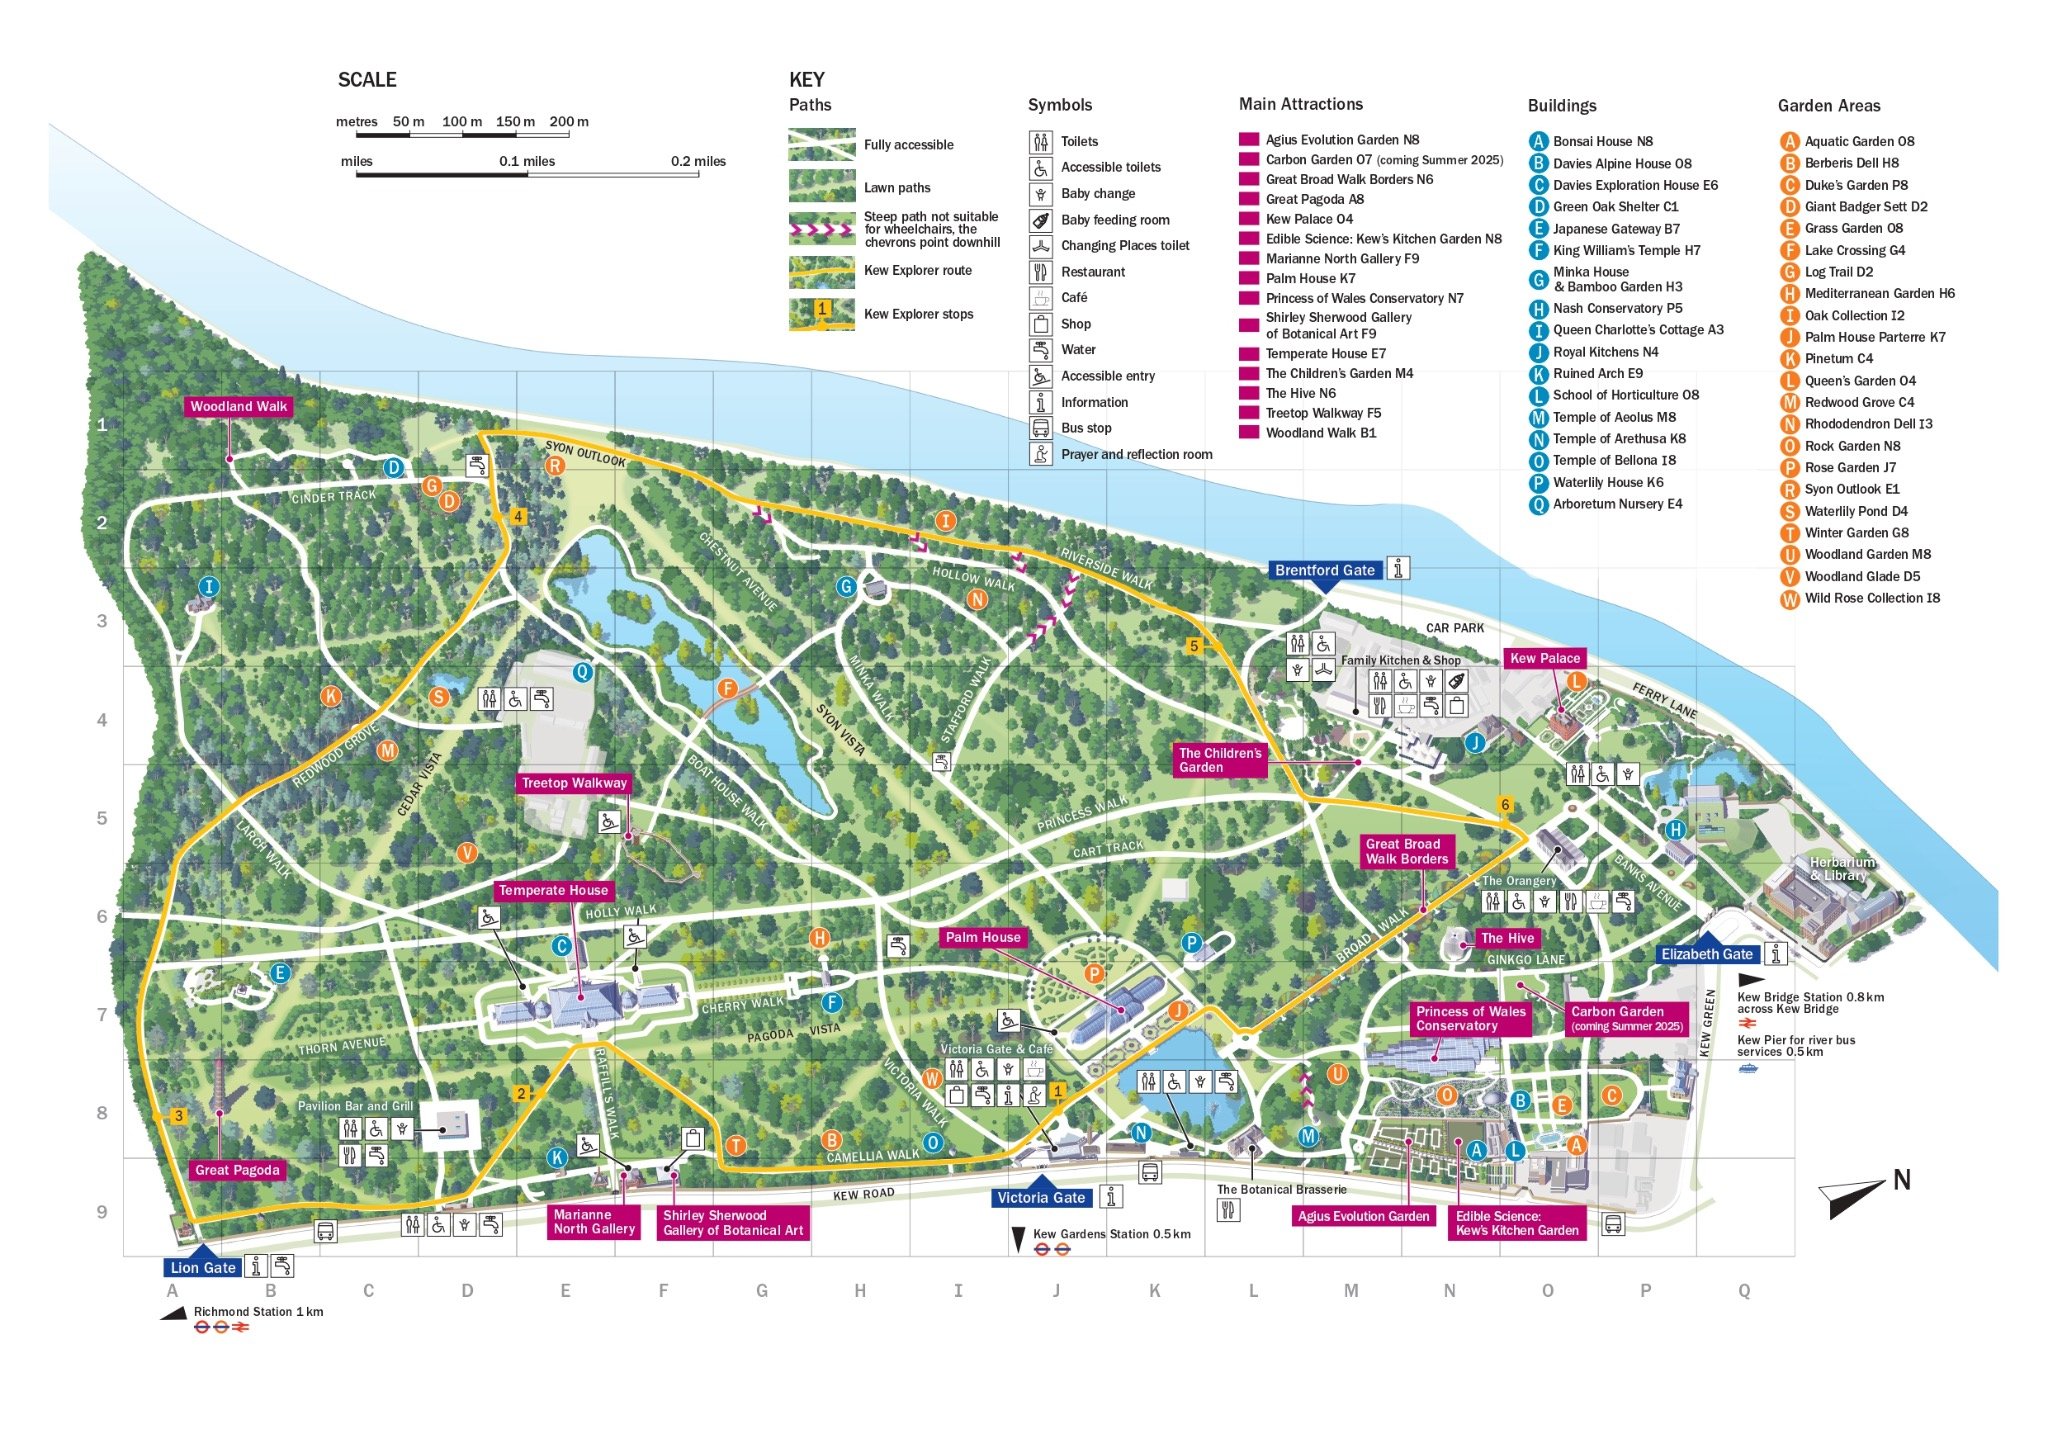 SCALE
metres 50 m 100 m 150 m 200 m
miles 0.1 miles 0.2 miles
KEY
Paths
Fully accessible
Lawn paths
Steep path not suitable
for wheelchairs, the
chevrons point downhill
Kew Explorer route
1
Kew Explorer stops
Symbols
Toilets
Accessible toilets
Baby change
Baby feeding room
Changing Places toilet
Restaurant
Café
Shop
Water
Accessible entry
Information
Bus stop
Prayer and reflection room
Main Attractions
Agius Evolution Garden N8
Carbon Garden O7 (coming Summer 2025)
Great Broad Walk Borders N6
Great Pagoda A8
Kew Palace O4
Edible Science: Kew's Kitchen Garden N8
Marianne North Gallery F9
Palm House K7
Princess of Wales Conservatory N7
Shirley Sherwood Gallery
of Botanical Art F9
Temperate House E7
The Children's Garden M4
The Hive N6
Treetop Walkway F5
Woodland Walk B1
Buildings
A Bonsai House N8
B Davies Alpine House O8
C Davies Exploration House E6
D Green Oak Shelter C1
E Japanese Gateway B7
F King William's Temple H7
G Minka House
& Bamboo Garden H3
H Nash Conservatory P5
I Queen Charlotte's Cottage A3
J Royal Kitchens N4
K Ruined Arch E9
L School of Horticulture O8
M Temple of Aeolus M8
N Temple of Arethusa K8
O Temple of Bellona I8
P Waterlily House K6
Q Arboretum Nursery E4
Garden Areas
A Aquatic Garden O8
B Berberis Dell H8
C Duke's Garden P8
D Giant Badger Sett D2
E Grass Garden O8
F Lake Crossing G4
G Log Trail D2
H Mediterranean Garden H6
I Oak Collection I2
J Palm House Parterre K7
K Pinetum C4
L Queen's Garden O4
M Redwood Grove C4
N Rhododendron Dell I3
O Rock Garden N8
P Rose Garden J7
R Syon Outlook E1
S Waterlily Pond D4
T Winter Garden G8
U Woodland Garden M8
V Woodland Glade D5
W Wild Rose Collection I8
1
Woodland Walk
SYON OUTLOOK
R
D
G
D
CINDER TRACK
2
4
I
CHESTNUT AVENUE
RIVERSIDE WALK
HOLLOW WALK
Brentford Gate
i
I
G
N
3
5
CAR PARK
Family Kitchen & Shop
Kew Palace
L
FERRY LANE
Q
K
S
F
MINKA WALK
STAFFORD WALK
SYON VISTA
4
J
M
REDWOOD GROVE
CEDAR VISTA
The Children's
Garden
Treetop Walkway
BOAT HOUSE WALK
PRINCESS WALK
6
5
H
CART TRACK
LARCH WALK
V
Great Broad
Walk Borders
BANKS AVENUE
Herbarium
& Library
Temperate House
The Orangery
HOLLY WALK
6
C
H
Palm House
P
BROAD WALK
The Hive
GINKGO LANE
Elizabeth Gate
i
E
P
Kew Bridge Station 0.8 km
across Kew Bridge
Kew Pier for river bus
services 0.5 km
KEW GREEN
7
CHERRY WALK
F
J
Princess of Wales
Conservatory
Carbon Garden
(coming Summer 2025)
PAGODA VISTA
THORN AVENUE
Victoria Gate & Café
i
RAFFILL'S WALK
VICTORIA WALK
W
1
U
2
O
B
E
C
8
3
Pavilion Bar and Grill
K
T
B
O
N
M
A
L
A
Great Pagoda
CAMELLIA WALK
KEW ROAD
Victoria Gate
i
The Botanical Brasserie
9
Marianne
North Gallery
Shirley Sherwood
Gallery of Botanical Art
Agius Evolution Garden
Edible Science:
Kew's Kitchen Garden
N
Kew Gardens Station 0.5 km
Lion Gate
i
A B C D E F G H I J K L M N O P Q
Richmond Station 1 km